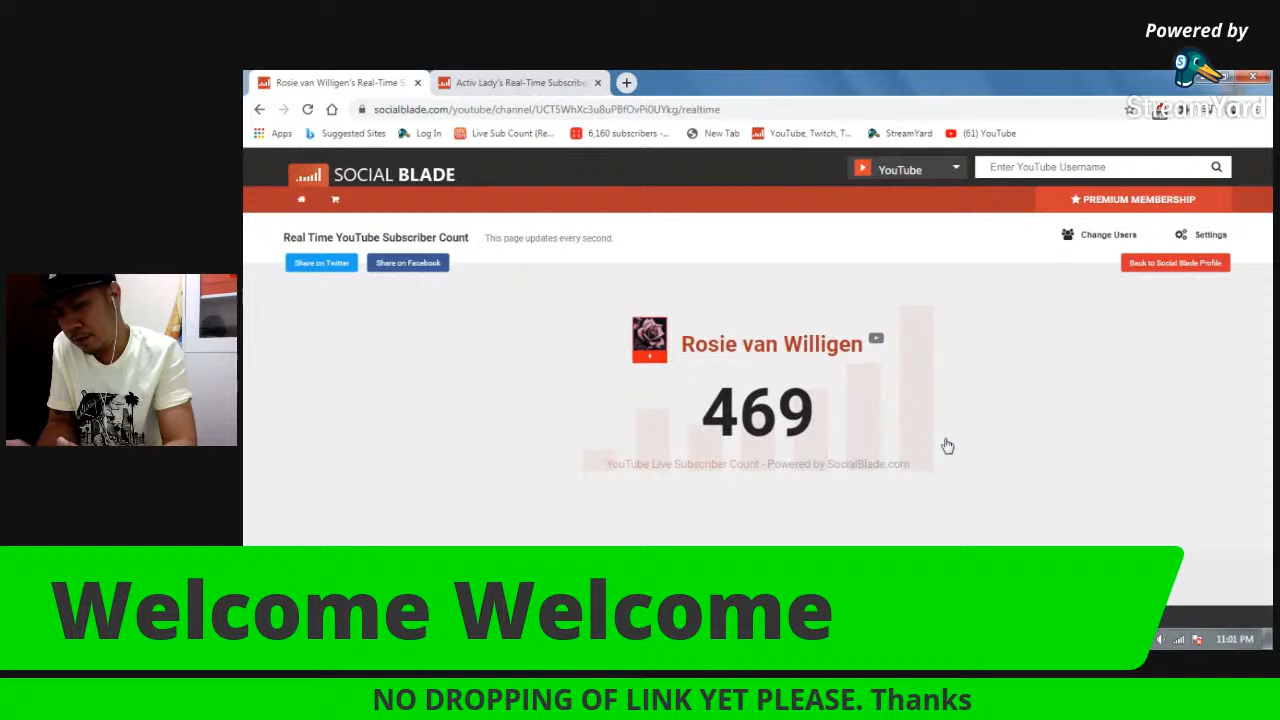 Powered by
StreamYard
Rosie van Willigen's Real-Time S
Activ Lady's Real-Time Subscribe
socialblade.com/youtube/channel/UCT5WhXc3u8uPBfOvPi0UYkg/realtime
Apps Suggested Sites Log In Live Sub Count (Re... 6,160 subscribers -... New Tab YouTube, Twitch, T... StreamYard (61) YouTube
SOCIAL BLADE
YouTube
Enter YouTube Username
PREMIUM MEMBERSHIP
Real Time YouTube Subscriber Count This page updates every second.
Change Users Settings
Share on Twitter Share on Facebook
Back to Social Blade Profile
Rosie van Willigen
469
YouTube Live Subscriber Count - Powered by SocialBlade.com
Welcome Welcome
11:01 PM
NO DROPPING OF LINK YET PLEASE. Thanks